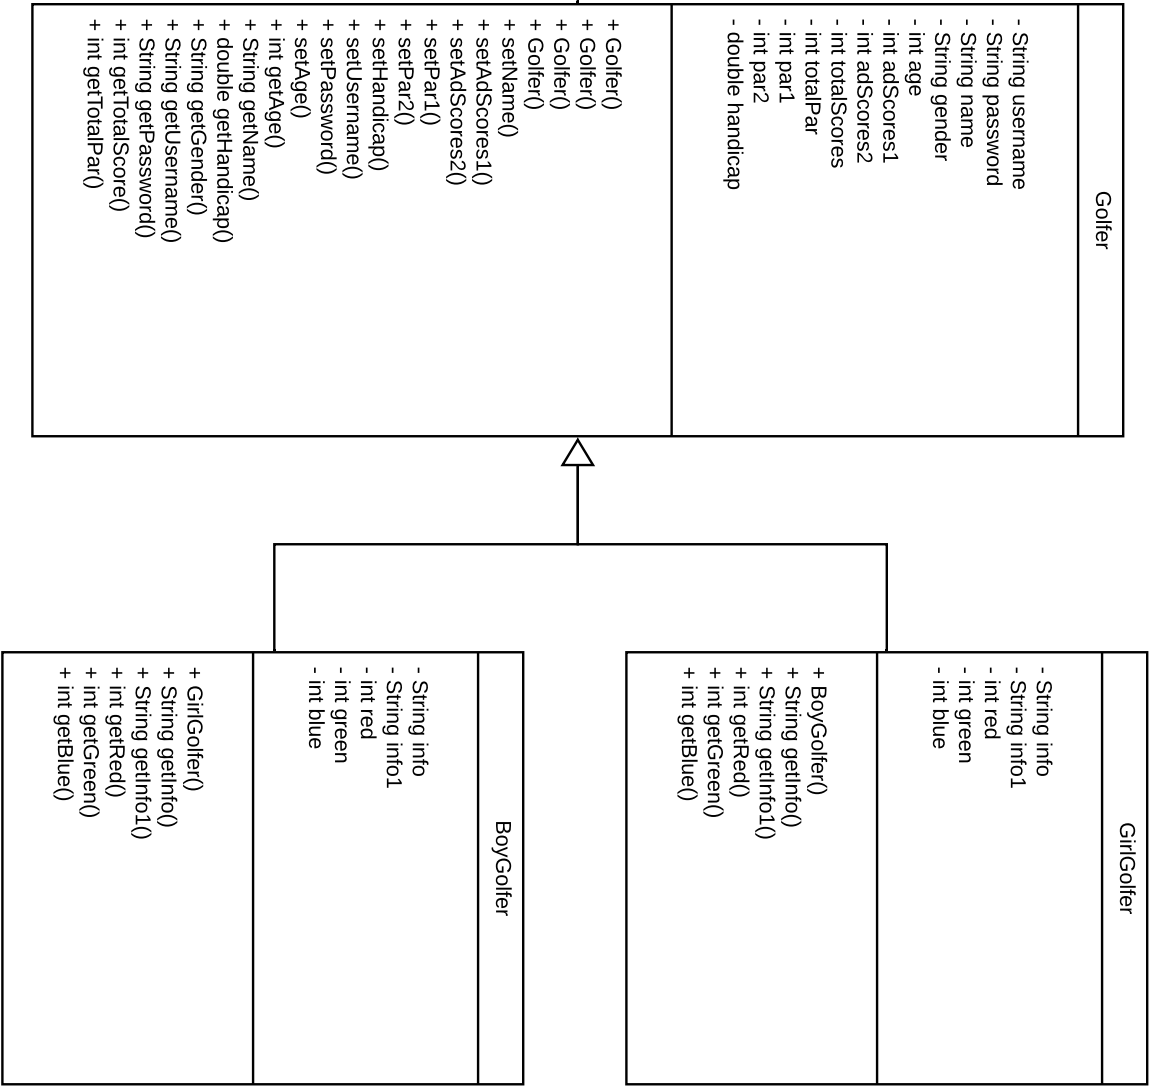 Golfer
- String username
- String password
- String name
- String gender
- int age
- int adScores1
- int adScores2
- int totalScores
- int totalPar
- int par1
- int par2
- double handicap
+ Golfer()
+ Golfer()
+ Golfer()
+ Golfer()
+ setName()
+ setAdScores1()
+ setAdScores2()
+ setPar1()
+ setPar2()
+ setHandicap()
+ setUsername()
+ setPassword()
+ setAge()
+ int getAge()
+ String getName()
+ double getHandicap()
+ String getGender()
+ String getUsername()
+ String getPassword()
+ int getTotalScore()
+ int getTotalPar()
GirlGolfer
- String info
- String info1
- int red
- int green
- int blue
+ BoyGolfer()
+ String getInfo()
+ String getInfo1()
+ int getRed()
+ int getGreen()
+ int getBlue()
BoyGolfer
- String info
- String info1
- int red
- int green
- int blue
+ GirlGolfer()
+ String getInfo()
+ String getInfo1()
+ int getRed()
+ int getGreen()
+ int getBlue()